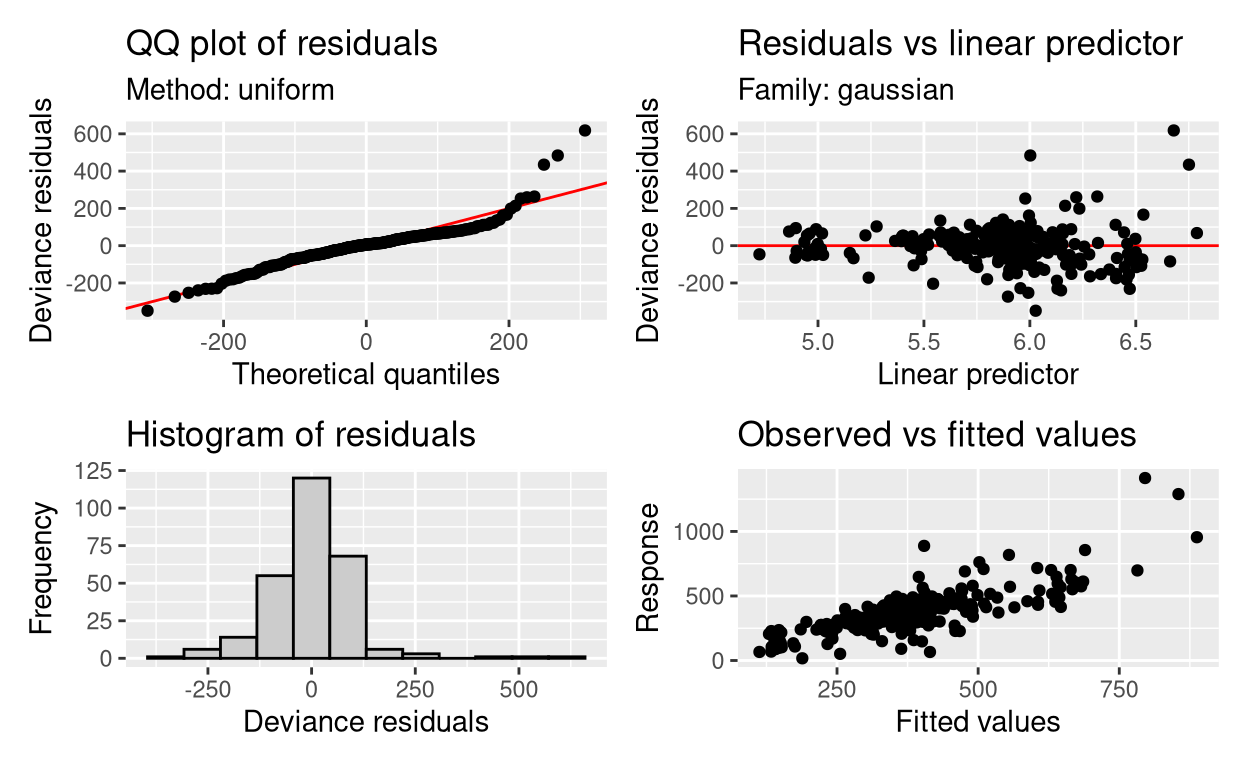 QQ plot of residuals
Method: uniform
Deviance residuals
600
400
200
0
-200
-200
0
200
Theoretical quantiles
Residuals vs linear predictor
Family: gaussian
Deviance residuals
600
400
200
0
-200
5.0
5.5
6.0
6.5
Linear predictor
Histogram of residuals
Frequency
125
100
75
50
25
0
-250
0
250
500
Deviance residuals
Observed vs fitted values
Response
1000
500
0
250
500
750
Fitted values